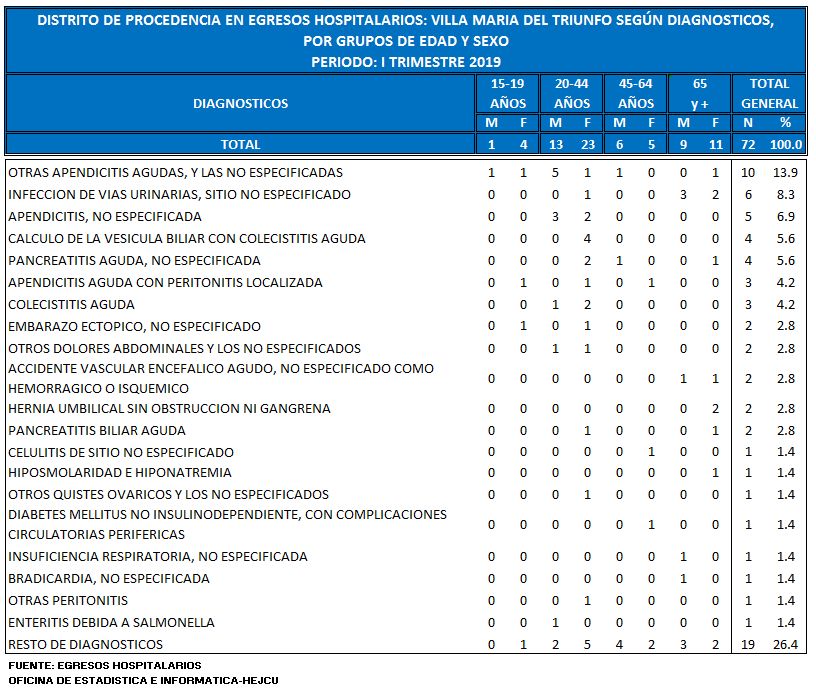 DISTRITO DE PROCEDENCIA EN EGRESOS HOSPITALARIOS: VILLA MARIA DEL TRIUNFO SEGÚN DIAGNOSTICOS,
POR GRUPOS DE EDAD Y SEXO
PERIODO: I TRIMESTRE 2019
DIAGNOSTICOS 15-19 AÑOS 20-44 AÑOS 45-64 AÑOS 65 y + TOTAL GENERAL
M F M F M F M F N %
TOTAL 1 4 13 23 6 5 9 11 72 100.0
OTRAS APENDICITIS AGUDAS, Y LAS NO ESPECIFICADAS 1 1 5 1 1 0 0 1 10 13.9
INFECCION DE VIAS URINARIAS, SITIO NO ESPECIFICADO 0 0 0 1 0 0 3 2 6 8.3
APENDICITIS, NO ESPECIFICADA 0 0 3 2 0 0 0 0 5 6.9
CALCULO DE LA VESICULA BILIAR CON COLECISTITIS AGUDA 0 0 0 4 0 0 0 0 4 5.6
PANCREATITIS AGUDA, NO ESPECIFICADA 0 0 0 2 1 0 0 1 4 5.6
APENDICITIS AGUDA CON PERITONITIS LOCALIZADA 0 1 0 1 0 1 0 0 3 4.2
COLECISTITIS AGUDA 0 0 1 2 0 0 0 0 3 4.2
EMBARAZO ECTOPICO, NO ESPECIFICADO 0 1 0 1 0 0 0 0 2 2.8
OTROS DOLORES ABDOMINALES Y LOS NO ESPECIFICADOS 0 0 1 1 0 0 0 0 2 2.8
ACCIDENTE VASCULAR ENCEFALICO AGUDO, NO ESPECIFICADO COMO
HEMORRAGICO O ISQUEMICO 0 0 0 0 0 0 1 1 2 2.8
HERNIA UMBILICAL SIN OBSTRUCCION NI GANGRENA 0 0 0 0 0 0 0 2 2 2.8
PANCREATITIS BILIAR AGUDA 0 0 0 1 0 0 0 1 2 2.8
CELULITIS DE SITIO NO ESPECIFICADO 0 0 0 0 0 1 0 0 1 1.4
HIPOSMOLARIDAD E HIPONATREMIA 0 0 0 0 0 0 0 1 1 1.4
OTROS QUISTES OVARICOS Y LOS NO ESPECIFICADOS 0 0 0 1 0 0 0 0 1 1.4
DIABETES MELLITUS NO INSULINODEPENDIENTE, CON COMPLICACIONES
CIRCULATORIAS PERIFERICAS 0 0 0 0 0 1 0 0 1 1.4
INSUFICIENCIA RESPIRATORIA, NO ESPECIFICADA 0 0 0 0 0 0 1 0 1 1.4
BRADICARDIA, NO ESPECIFICADA 0 0 0 0 0 0 1 0 1 1.4
OTRAS PERITONITIS 0 0 0 1 0 0 0 0 1 1.4
ENTERITIS DEBIDA A SALMONELLA 0 0 1 0 0 0 0 0 1 1.4
RESTO DE DIAGNOSTICOS 0 1 2 5 4 2 3 2 19 26.4
FUENTE: EGRESOS HOSPITALARIOS
OFICINA DE ESTADISTICA E INFORMATICA-HEJCU